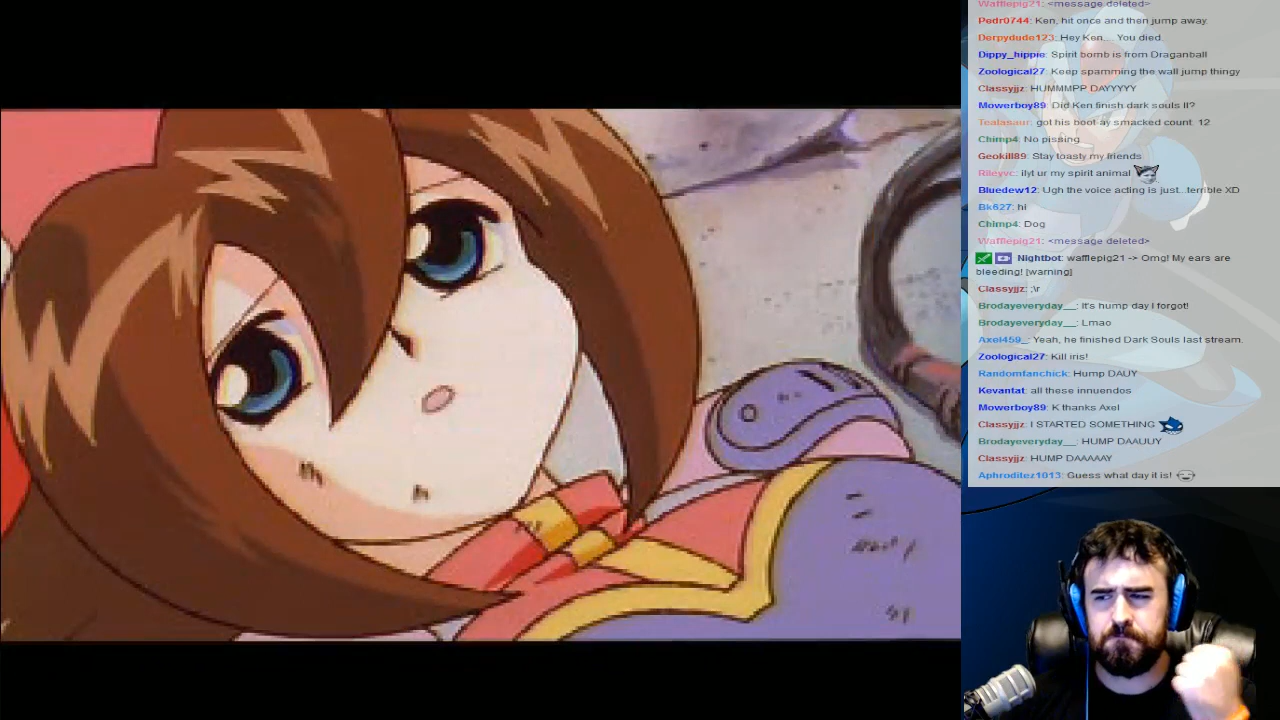 Wafflepig21: <message deleted>
Pedr0744: Ken, hit once and then jump away.
Derpydude123: Hey Ken... You died.
Dippy_hippie: Spirit bomb is from Draganball
Zoological27: Keep spamming the wall jump thingy
Classyjjz: HUMMMPP DAYYYYY
Mowerboy89: Did Ken finish dark souls II?
Tealasaur: got his boot-ay smacked count: 12
Chimp4: No pissing
Geokill89: Stay toasty my friends
Rileyvc: ilyt ur my spirit animal
Bluedew12: Ugh the voice acting is just...terrible XD
Bk627: hi
Chimp4: Dog
Wafflepig21: <message deleted>
Nightbot: wafflepig21 -> Omg! My ears are
bleeding! [warning]
Classyjjz: ;\r
Brodayeveryday__: It's hump day I forgot!
Brodayeveryday__: Lmao
Axel459_: Yeah, he finished Dark Souls last stream.
Zoological27: Kill iris!
Randomfanchick: Hump DAUY
Kevantat: all these innuendos
Mowerboy89: K thanks Axel
Classyjjz: I STARTED SOMETHING
Brodayeveryday__: HUMP DAAUUY
Classyjjz: HUMP DAAAAAY
Aphroditez1013: Guess what day it is!